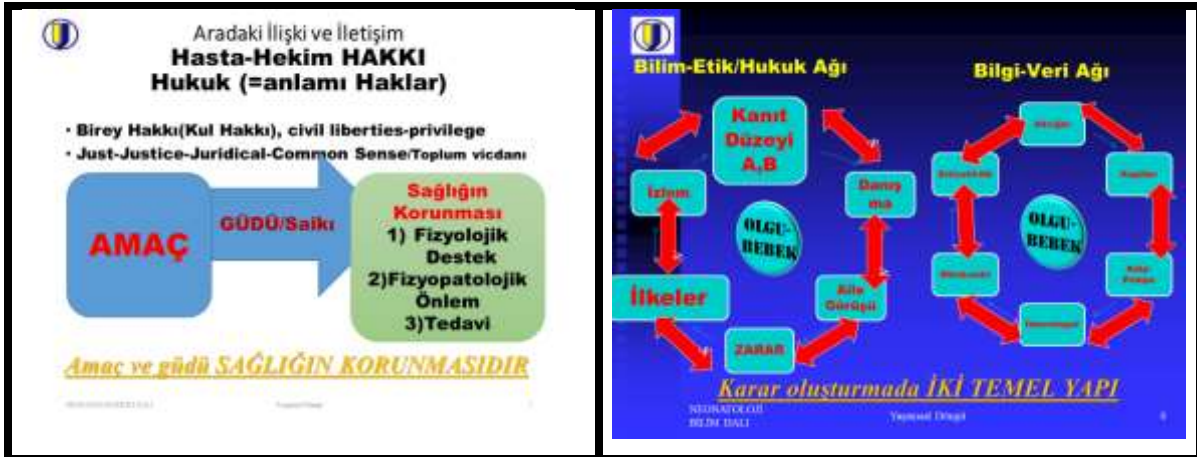 Aradaki İlişki ve İletişim
Hasta-Hekim HAKKI
Hukuk (=anlamı Haklar)
• Birey Hakkı(Kul Hakkı), civil liberties-privilege
• Just-Justice-Juridical-Common Sense/Toplum vicdanı
AMAÇ
GÜDÜ/Saikı
Sağlığın
Korunması
1) Fizyolojik
Destek
2)Fizyopatolojik
Önlem
3)Tedavi
Amaç ve güdü SAĞLIĞIN KORUNMASIDIR
Bilim-Etik/Hukuk Ağı
Kanıt
Düzeyi
A,B
Danış
ma
Aile
Görüşü
ZARAR
İlkeler
İzlem
OLGU-
BEBEK
Bilgi-Veri Ağı
OLGU-
BEBEK
Karar oluşturmada İKİ TEMEL YAPI
NEONATOLOJİ
BİLİM DALI
Yaşamsal Döngü